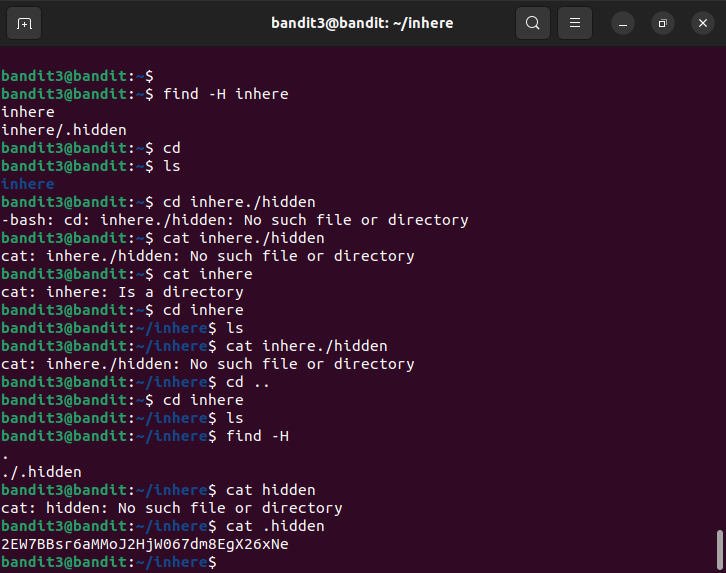 bandit3@bandit: ~/inhere
bandit3@bandit:~$
bandit3@bandit:~$ find -H inhere
inhere
inhere/.hidden
bandit3@bandit:~$ cd
bandit3@bandit:~$ ls
inhere
bandit3@bandit:~$ cd inhere./hidden
-bash: cd: inhere./hidden: No such file or directory
bandit3@bandit:~$ cat inhere./hidden
cat: inhere./hidden: No such file or directory
bandit3@bandit:~$ cat inhere
cat: inhere: Is a directory
bandit3@bandit:~$ cd inhere
bandit3@bandit:~/inhere$ ls
bandit3@bandit:~/inhere$ cat inhere./hidden
cat: inhere./hidden: No such file or directory
bandit3@bandit:~/inhere$ cd ..
bandit3@bandit:~$ cd inhere
bandit3@bandit:~/inhere$ ls
bandit3@bandit:~/inhere$ find -H
.
./.hidden
bandit3@bandit:~/inhere$ cat hidden
cat: hidden: No such file or directory
bandit3@bandit:~/inhere$ cat .hidden
2EW7BBsr6aMMoJ2HjW067dm8EgX26xNe
bandit3@bandit:~/inhere$